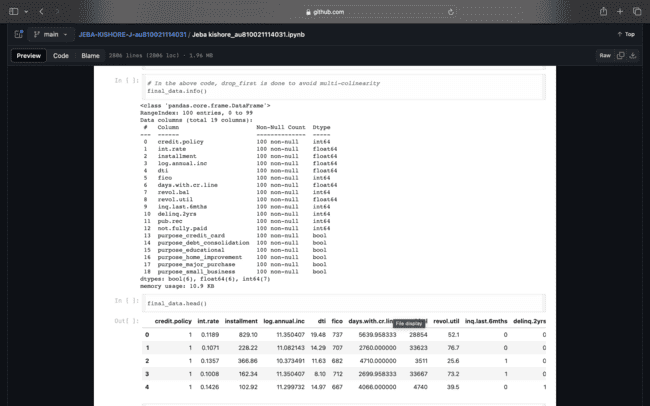 github.com
main
JEBA-KISHORE-J-au810021114031 / Jeba kishore_au810021114031.ipynb
Top
Preview Code Blame 2806 lines (2806 loc) · 1.96 MB
Raw
In [ ]: # In the above code, drop_first is done to avoid multi-colinearity
final_data.info()
<class 'pandas.core.frame.DataFrame'>
RangeIndex: 100 entries, 0 to 99
Data columns (total 19 columns):
# Column Non-Null Count Dtype
--- ------ -------------- -----
0 credit.policy 100 non-null int64
1 int.rate 100 non-null float64
2 installment 100 non-null float64
3 log.annual.inc 100 non-null float64
4 dti 100 non-null float64
5 fico 100 non-null int64
6 days.with.cr.line 100 non-null float64
7 revol.bal 100 non-null int64
8 revol.util 100 non-null float64
9 inq.last.6mths 100 non-null int64
10 delinq.2yrs 100 non-null int64
11 pub.rec 100 non-null int64
12 not.fully.paid 100 non-null int64
13 purpose_credit_card 100 non-null bool
14 purpose_debt_consolidation 100 non-null bool
15 purpose_educational 100 non-null bool
16 purpose_home_improvement 100 non-null bool
17 purpose_major_purchase 100 non-null bool
18 purpose_small_business 100 non-null bool
dtypes: bool(6), float64(6), int64(7)
memory usage: 10.9 KB
In [ ]: final_data.head()
Out[ ]: credit.policy int.rate installment log.annual.inc dti fico days.with.cr.line revol.util inq.last.6mths delinq.2yrs
File display
0 1 0.1189 829.10 11.350407 19.48 737 5639.958333 28854 52.1 0 0
1 1 0.1071 228.22 11.082143 14.29 707 2760.000000 33623 76.7 0 0
2 1 0.1357 366.86 10.373491 11.63 682 4710.000000 3511 25.6 1 0
3 1 0.1008 162.34 11.350407 8.10 712 2699.958333 33667 73.2 1 0
4 1 0.1426 102.92 11.299732 14.97 667 4066.000000 4740 39.5 0 1